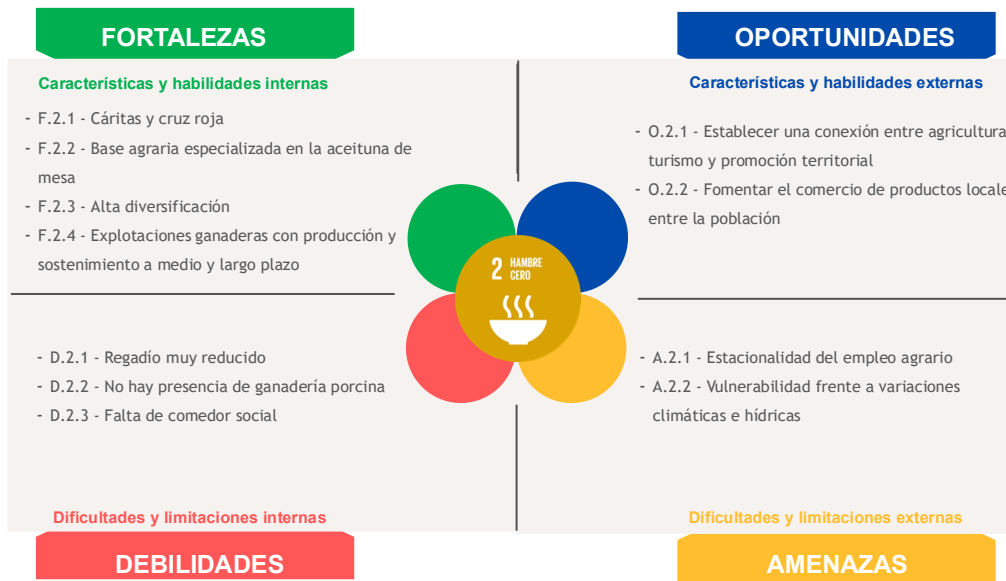 FORTALEZAS
Características y habilidades internas
- F.2.1 - Cáritas y cruz roja
- F.2.2 - Base agraria especializada en la aceituna de
mesa
- F.2.3 - Alta diversificación
- F.2.4 - Explotaciones ganaderas con producción y
sostenimiento a medio y largo plazo
OPORTUNIDADES
Características y habilidades externas
- O.2.1 - Establecer una conexión entre agricultura
turismo y promoción territorial
- O.2.2 - Fomentar el comercio de productos locale
entre la población
2 HAMBRE
CERO
- D.2.1 - Regadío muy reducido
- D.2.2 - No hay presencia de ganadería porcina
- D.2.3 - Falta de comedor social
Dificultades y limitaciones internas
DEBILIDADES
- A.2.1 - Estacionalidad del empleo agrario
- A.2.2 - Vulnerabilidad frente a variaciones
climáticas e hídricas
Dificultades y limitaciones externas
AMENAZAS